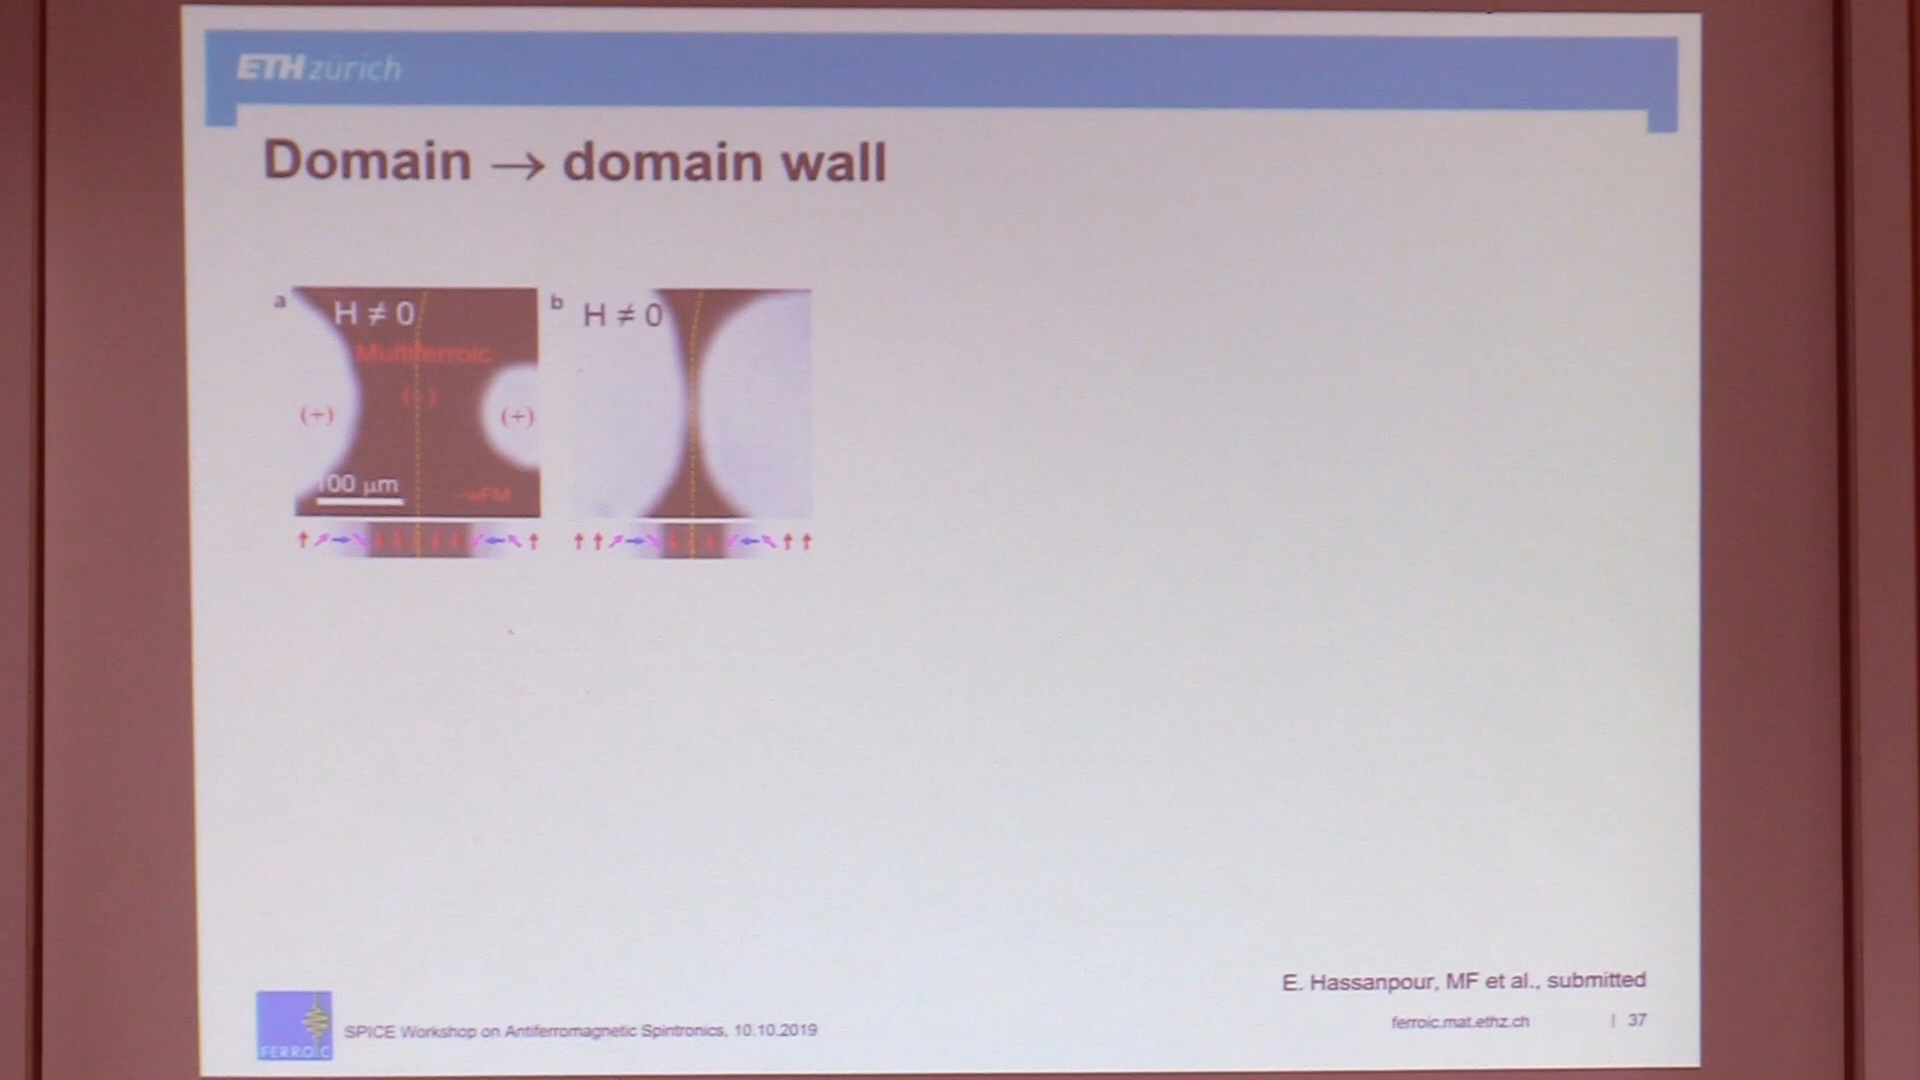 ETH zürich
Domain → domain wall
a
H ≠ 0
Multiferroic
(+)
(-)
(+)
100 μm
b
H ≠ 0
E. Hassanpour, MF et al., submitted
SPICE Workshop on Antiferromagnetic Spintronics, 10.10.2019
ferroic.mat.ethz.ch
| 37
FERROIC